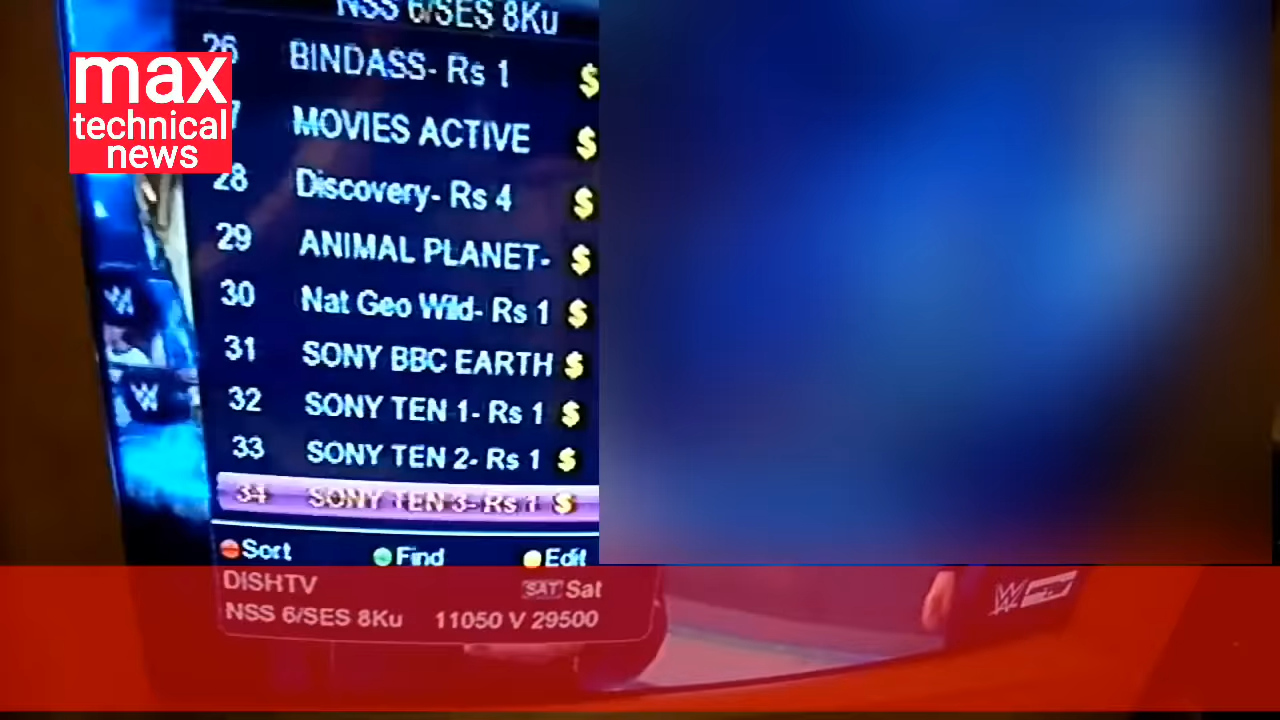 NSS 6/SES 8Ku
max
technical
news
26 BINDASS- Rs 1 $
7 MOVIES ACTIVE $
28 Discovery- Rs 4 $
29 ANIMAL PLANET- $
30 Nat Geo Wild- Rs 1 $
31 SONY BBC EARTH $
32 SONY TEN 1- Rs 1 $
33 SONY TEN 2- Rs 1 $
34 SONY TEN 3- Rs 1 $
Sort Find Edit
DISHTV SAT Sat
NSS 6/SES 8Ku 11050 V 29500
W
W
W